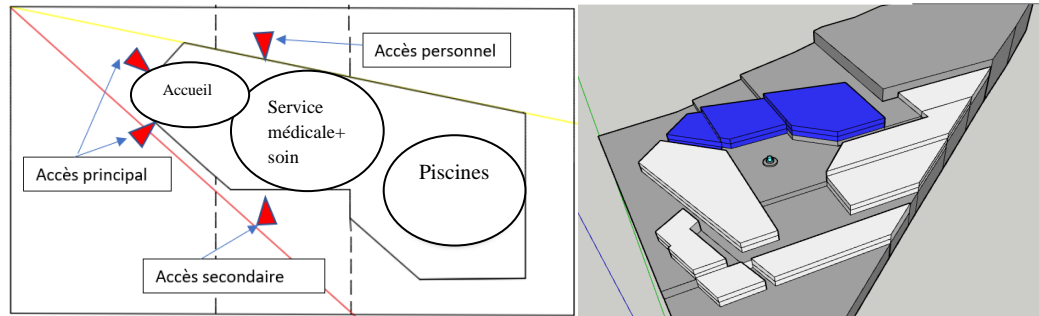 Accès personnel
Accueil
Service
médicale+
soin
Piscines
Accès principal
Accès secondaire